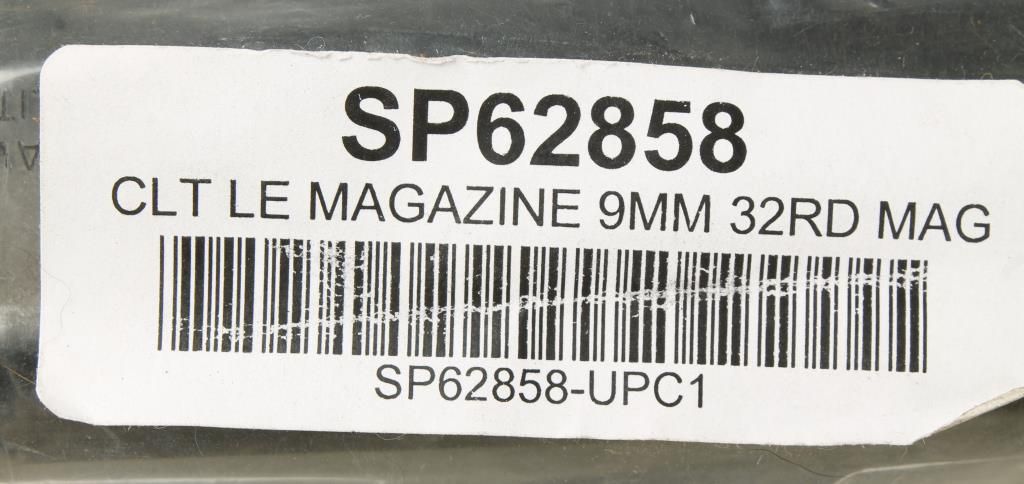 SP62858
CLT LE MAGAZINE 9MM 32RD MAG
SP62858-UPC1